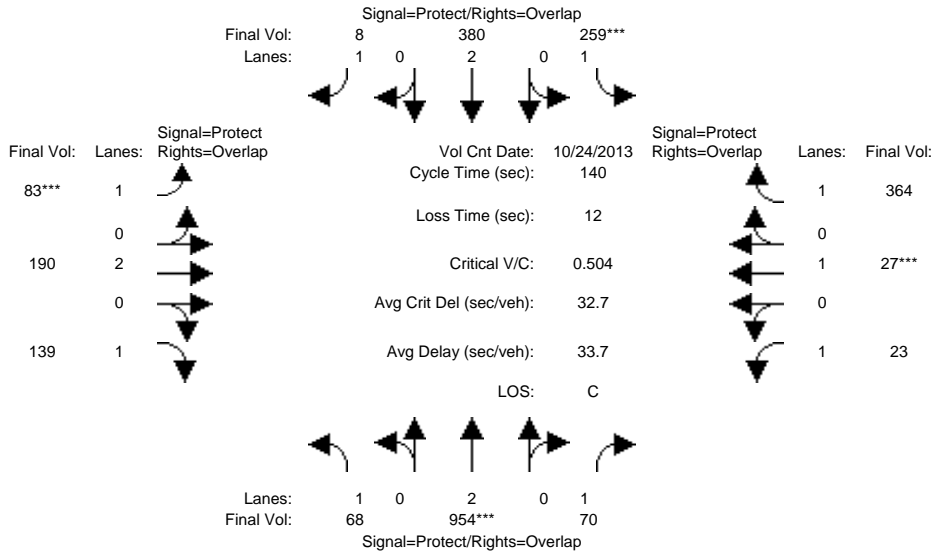 Signal=Protect/Rights=Overlap
Final Vol: 8 380 259***
Lanes: 1 0 2 0 1
Signal=Protect Signal=Protect
Final Vol: Lanes: Rights=Overlap Vol Cnt Date: 10/24/2013 Rights=Overlap Lanes: Final Vol:
Cycle Time (sec): 140
83*** 1 1 364
Loss Time (sec): 12
0 0
190 2 Critical V/C: 0.504 1 27***
0 Avg Crit Del (sec/veh): 32.7 0
139 1 Avg Delay (sec/veh): 33.7 1 23
LOS: C
Lanes: 1 0 2 0 1
Final Vol: 68 954*** 70
Signal=Protect/Rights=Overlap